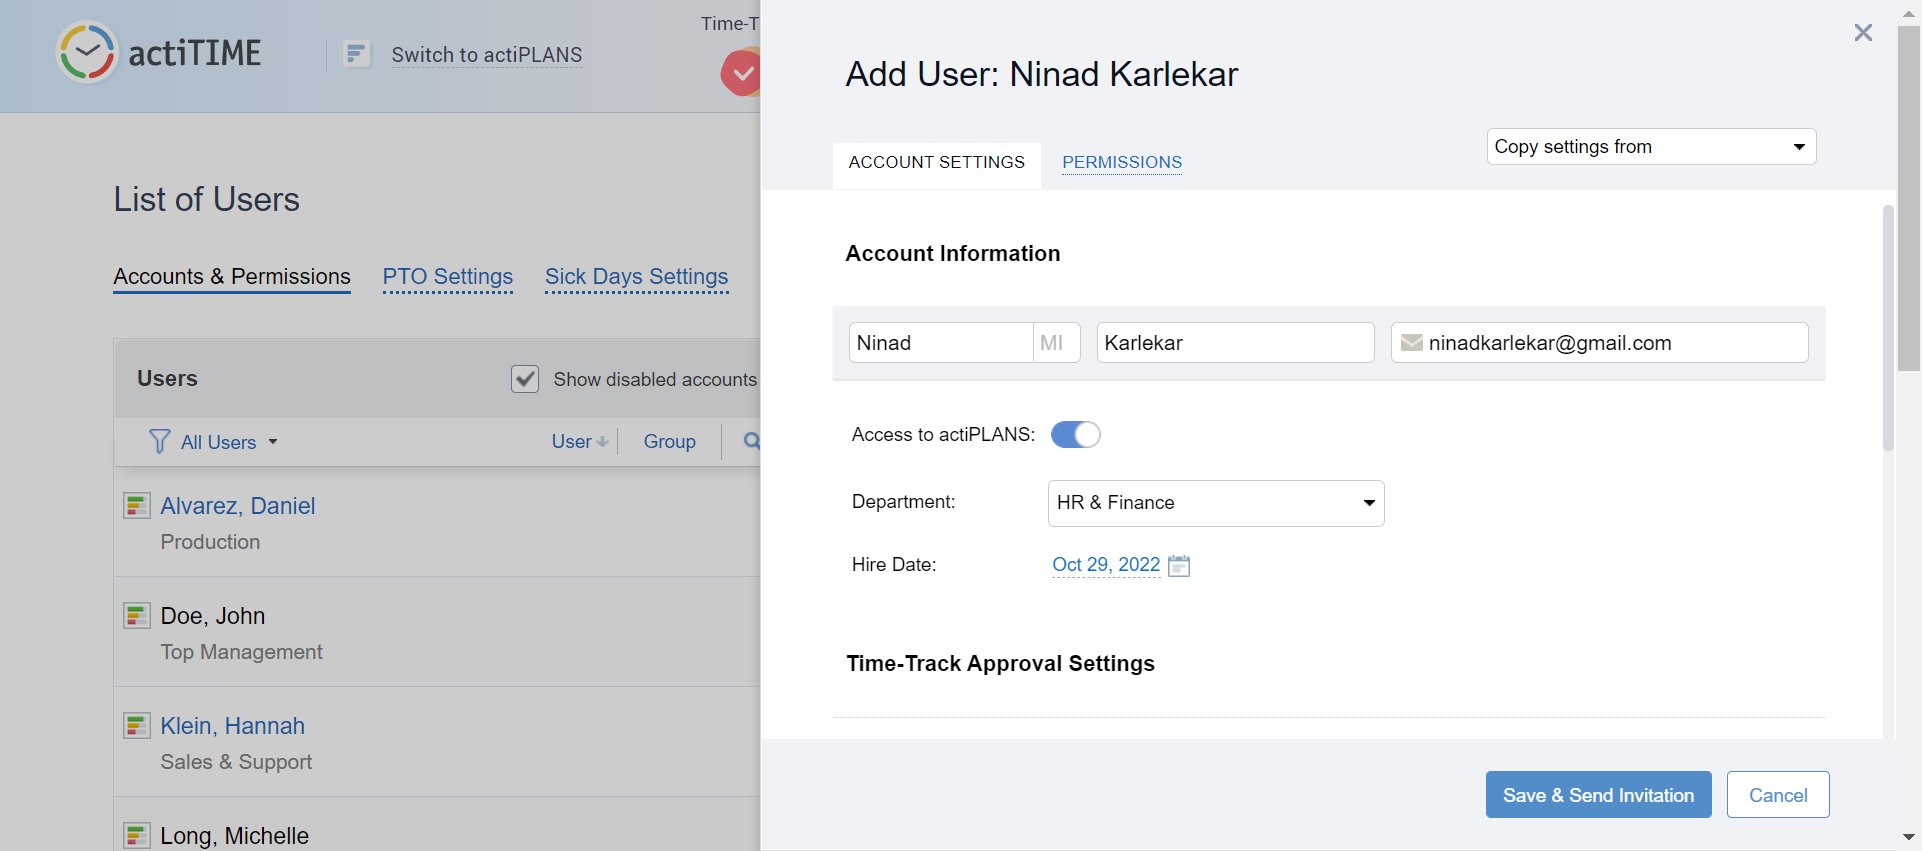 actiTIME
Switch to actiPLANS
Time-T
List of Users
Accounts & Permissions PTO Settings Sick Days Settings
Users Show disabled accounts
All Users User Group
Alvarez, Daniel
Production
Doe, John
Top Management
Klein, Hannah
Sales & Support
Long, Michelle
Add User: Ninad Karlekar
ACCOUNT SETTINGS PERMISSIONS Copy settings from
Account Information
Ninad MI Karlekar ninadkarlekar@gmail.com
Access to actiPLANS:
Department: HR & Finance
Hire Date: Oct 29, 2022
Time-Track Approval Settings
Save & Send Invitation Cancel